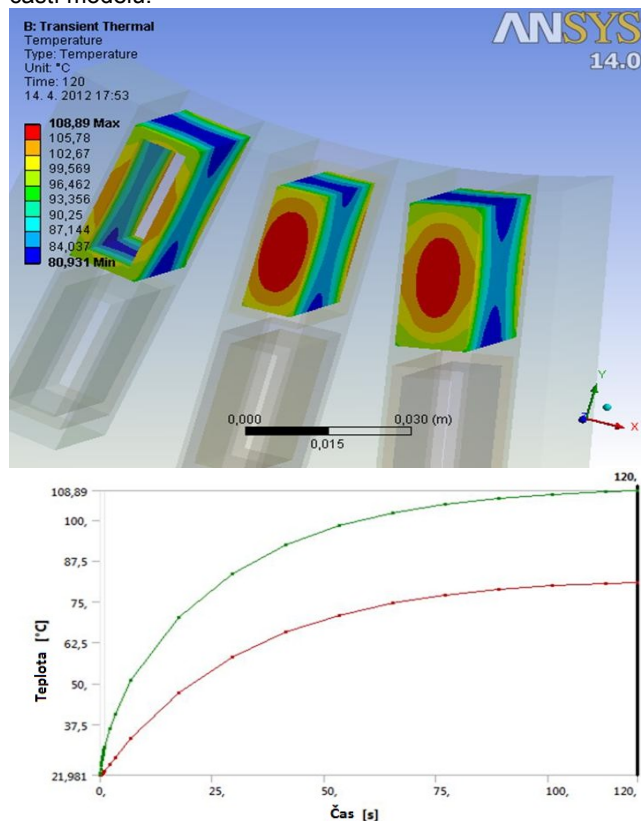 části modelu.
B: Transient Thermal
Temperature
Type: Temperature
Unit: °C
Time: 120
14. 4. 2012 17:53
ANSYS
14.0
108,89 Max
105,78
102,67
99,569
96,462
93,356
90,25
87,144
84,037
80,931 Min
0,000
0,030 (m)
0,015
Y
X
120,
108,89
100,
87,5
75,
62,5
50,
37,5
21,981
Teplota [°C]
0, 25, 50, 75, 100, 120,
Čas [s]